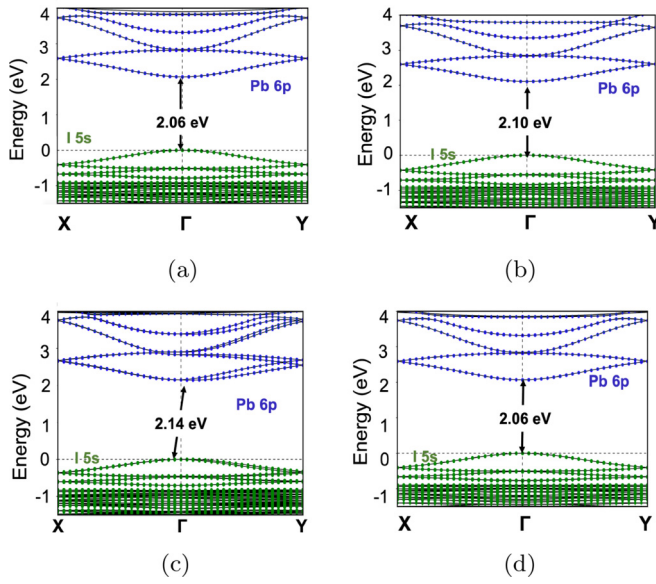 4
3
2
1
0
-1
Energy (eV)
Pb 6p
2.06 eV
I 5s
X
Γ
Y
(a)
4
3
2
1
0
-1
Energy (eV)
Pb 6p
2.10 eV
I 5s
X
Γ
Y
(b)
4
3
2
1
0
-1
Energy (eV)
Pb 6p
2.14 eV
I 5s
X
Γ
Y
(c)
4
3
2
1
0
-1
Energy (eV)
Pb 6p
2.06 eV
I 5s
X
Γ
Y
(d)